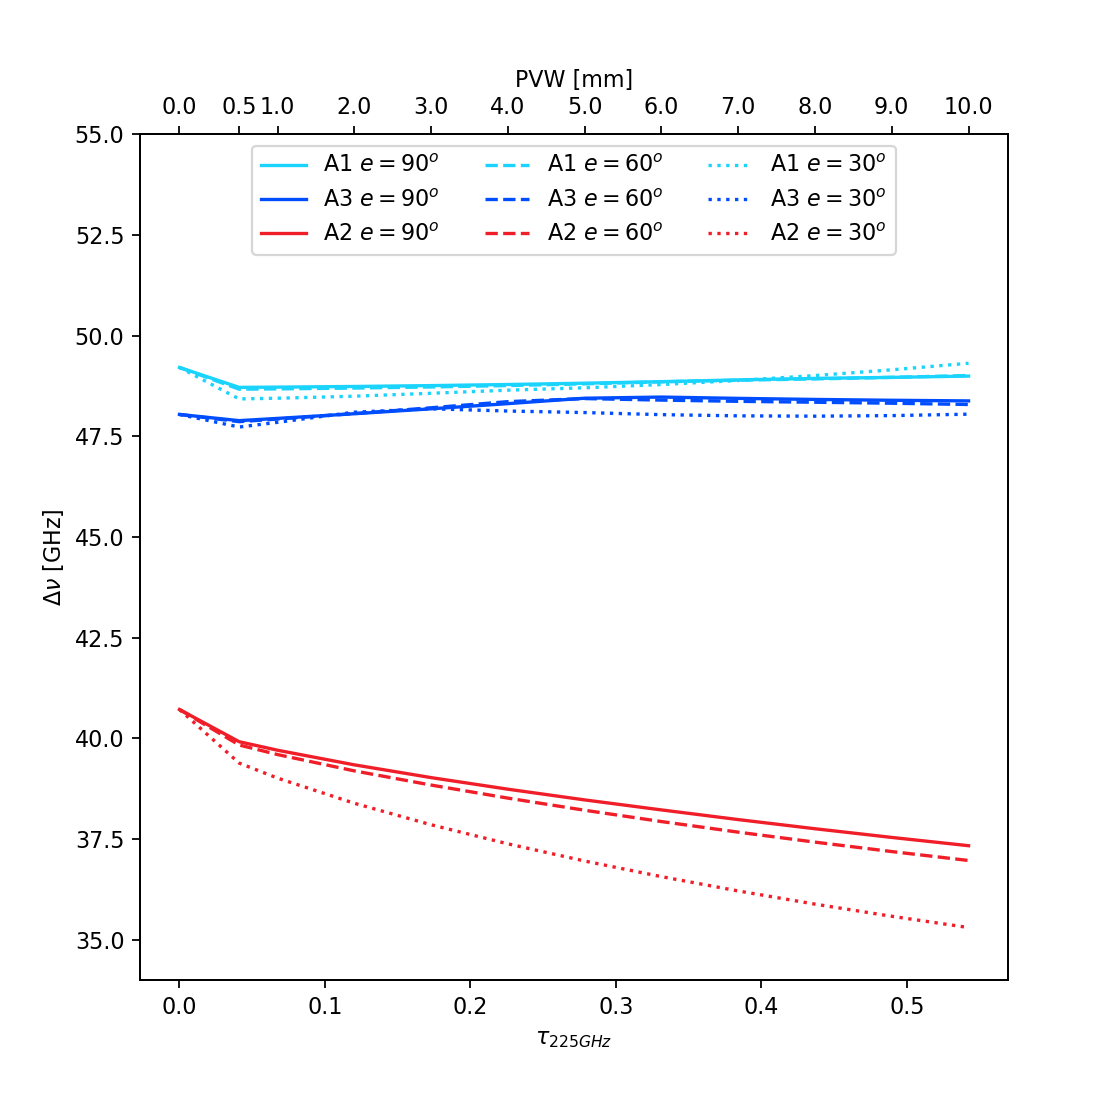 PVW [mm]
0.0 0.5 1.0 2.0 3.0 4.0 5.0 6.0 7.0 8.0 9.0 10.0
55.0
A1 e = 90° A1 e = 60° A1 e = 30°
A3 e = 90° A3 e = 60° A3 e = 30°
A2 e = 90° A2 e = 60° A2 e = 30°
52.5
50.0
47.5
45.0
Δν [GHz]
42.5
40.0
37.5
35.0
0.0 0.1 0.2 0.3 0.4 0.5
τ225GHz